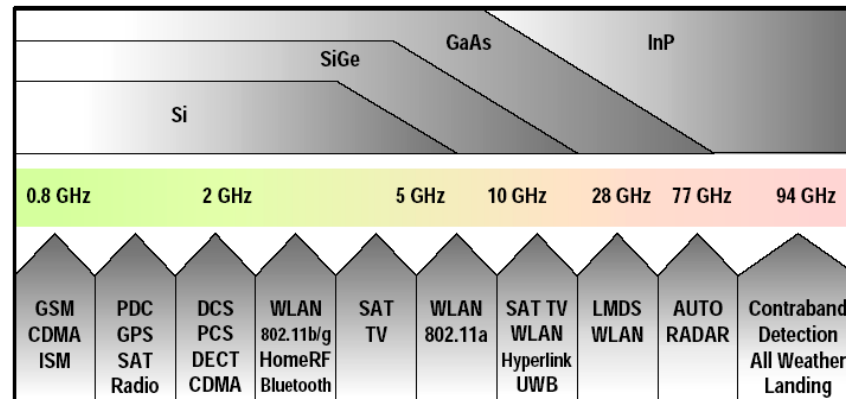 GaAs
InP
SiGe
Si
0.8 GHz
2 GHz
5 GHz
10 GHz
28 GHz
77 GHz
94 GHz
GSM
CDMA
ISM
PDC
GPS
SAT
Radio
DCS
PCS
DECT
CDMA
WLAN
802.11b/g
HomeRF
Bluetooth
SAT
TV
WLAN
802.11a
SAT TV
WLAN
Hyperlink
UWB
LMDS
WLAN
AUTO
RADAR
Contraband
Detection
All Weather
Landing